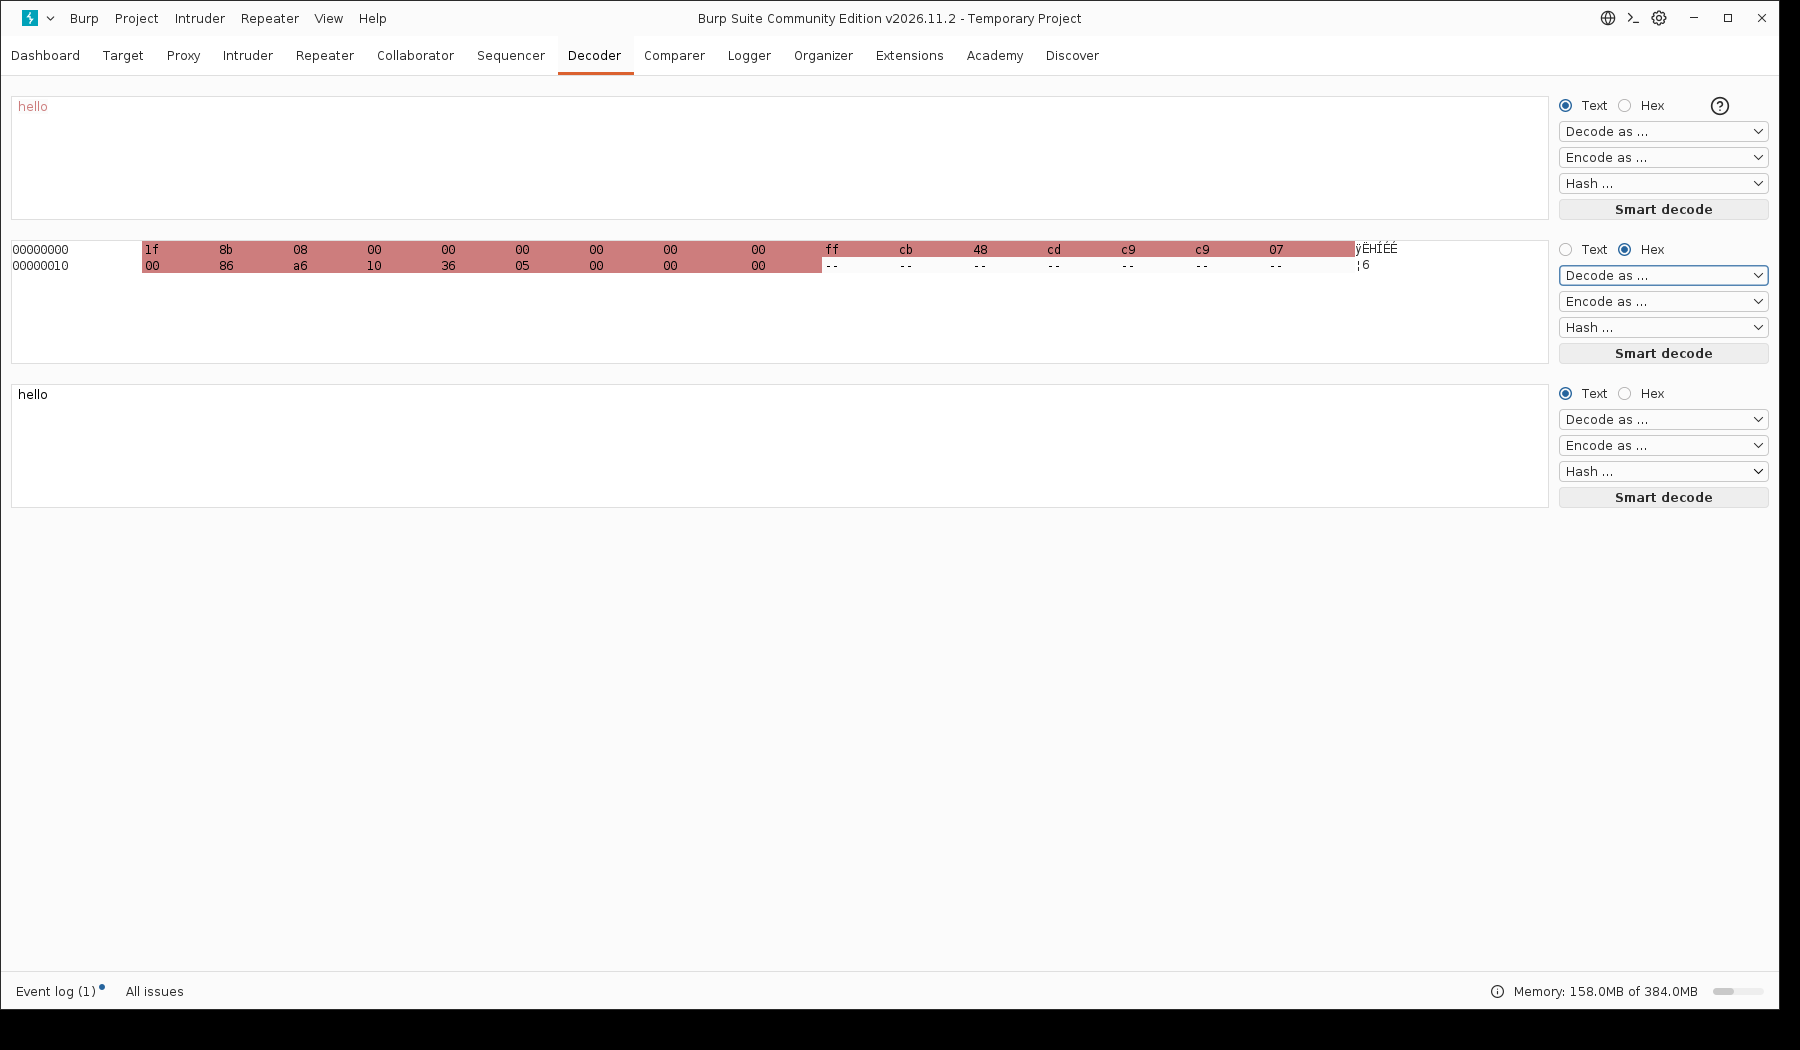 Burp Project Intruder Repeater View Help Burp Suite Community Edition v2026.11.2 - Temporary Project
Dashboard Target Proxy Intruder Repeater Collaborator Sequencer Decoder Comparer Logger Organizer Extensions Academy Discover
hello
Text Hex
Decode as ...
Encode as ...
Hash ...
Smart decode
00000000 1f 8b 08 00 00 00 00 00 00 ff cb 48 cd c9 c9 07 ÿËHÍÉÉ
00000010 00 86 a6 10 36 05 00 00 00 -- -- -- -- -- -- -- ¦6
Text Hex
Decode as ...
Encode as ...
Hash ...
Smart decode
hello
Text Hex
Decode as ...
Encode as ...
Hash ...
Smart decode
Event log (1) All issues Memory: 158.0MB of 384.0MB